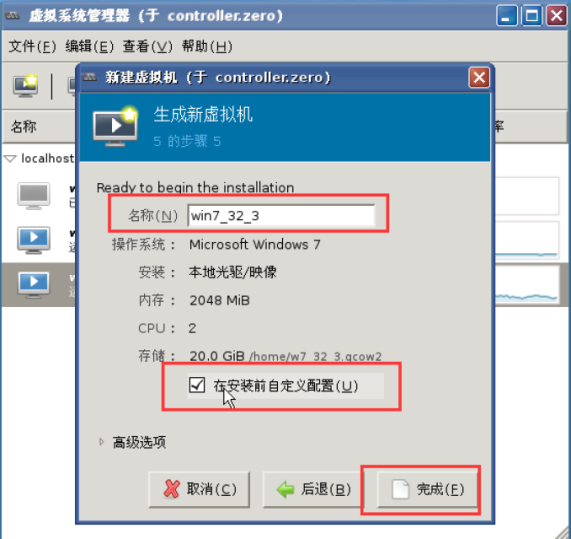 虚拟系统管理器（于 controller.zero）
文件(F) 编辑(E) 查看(V) 帮助(H)
名称
率
localhost
新建虚拟机（于 controller.zero）
生成新虚拟机
5 的步骤 5
Ready to begin the installation
名称(N) win7_32_3
操作系统： Microsoft Windows 7
安装： 本地光驱/映像
内存： 2048 MiB
CPU： 2
存储： 20.0 GiB /home/w7_32_3.qcow2
在安装前自定义配置(U)
高级选项
取消(C) 后退(B) 完成(F)